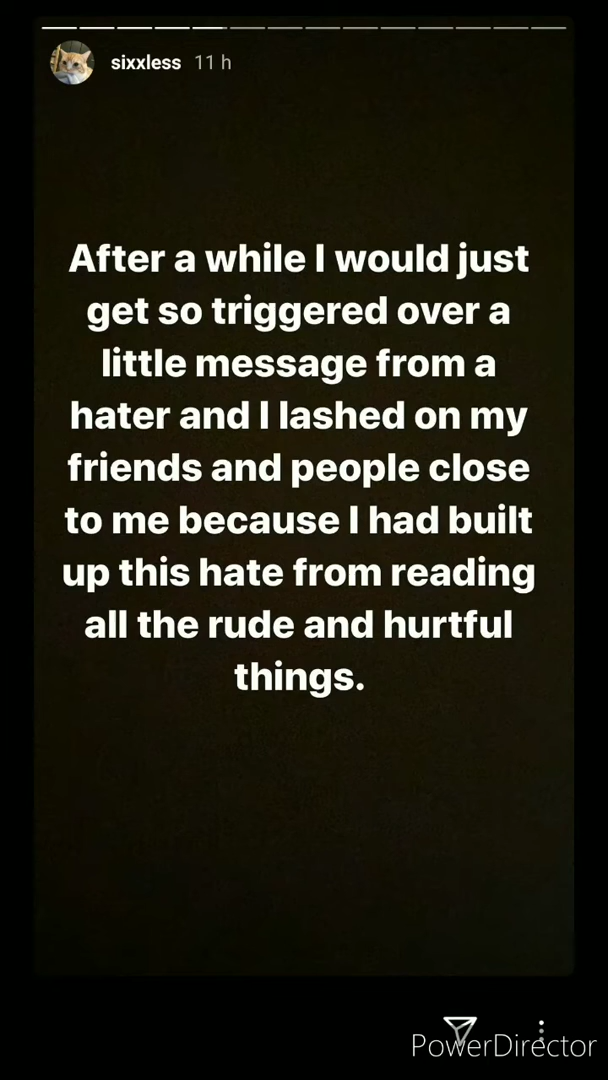 sixxless 11 h
After a while I would just
get so triggered over a
little message from a
hater and I lashed on my
friends and people close
to me because I had built
up this hate from reading
all the rude and hurtful
things.
PowerDirector